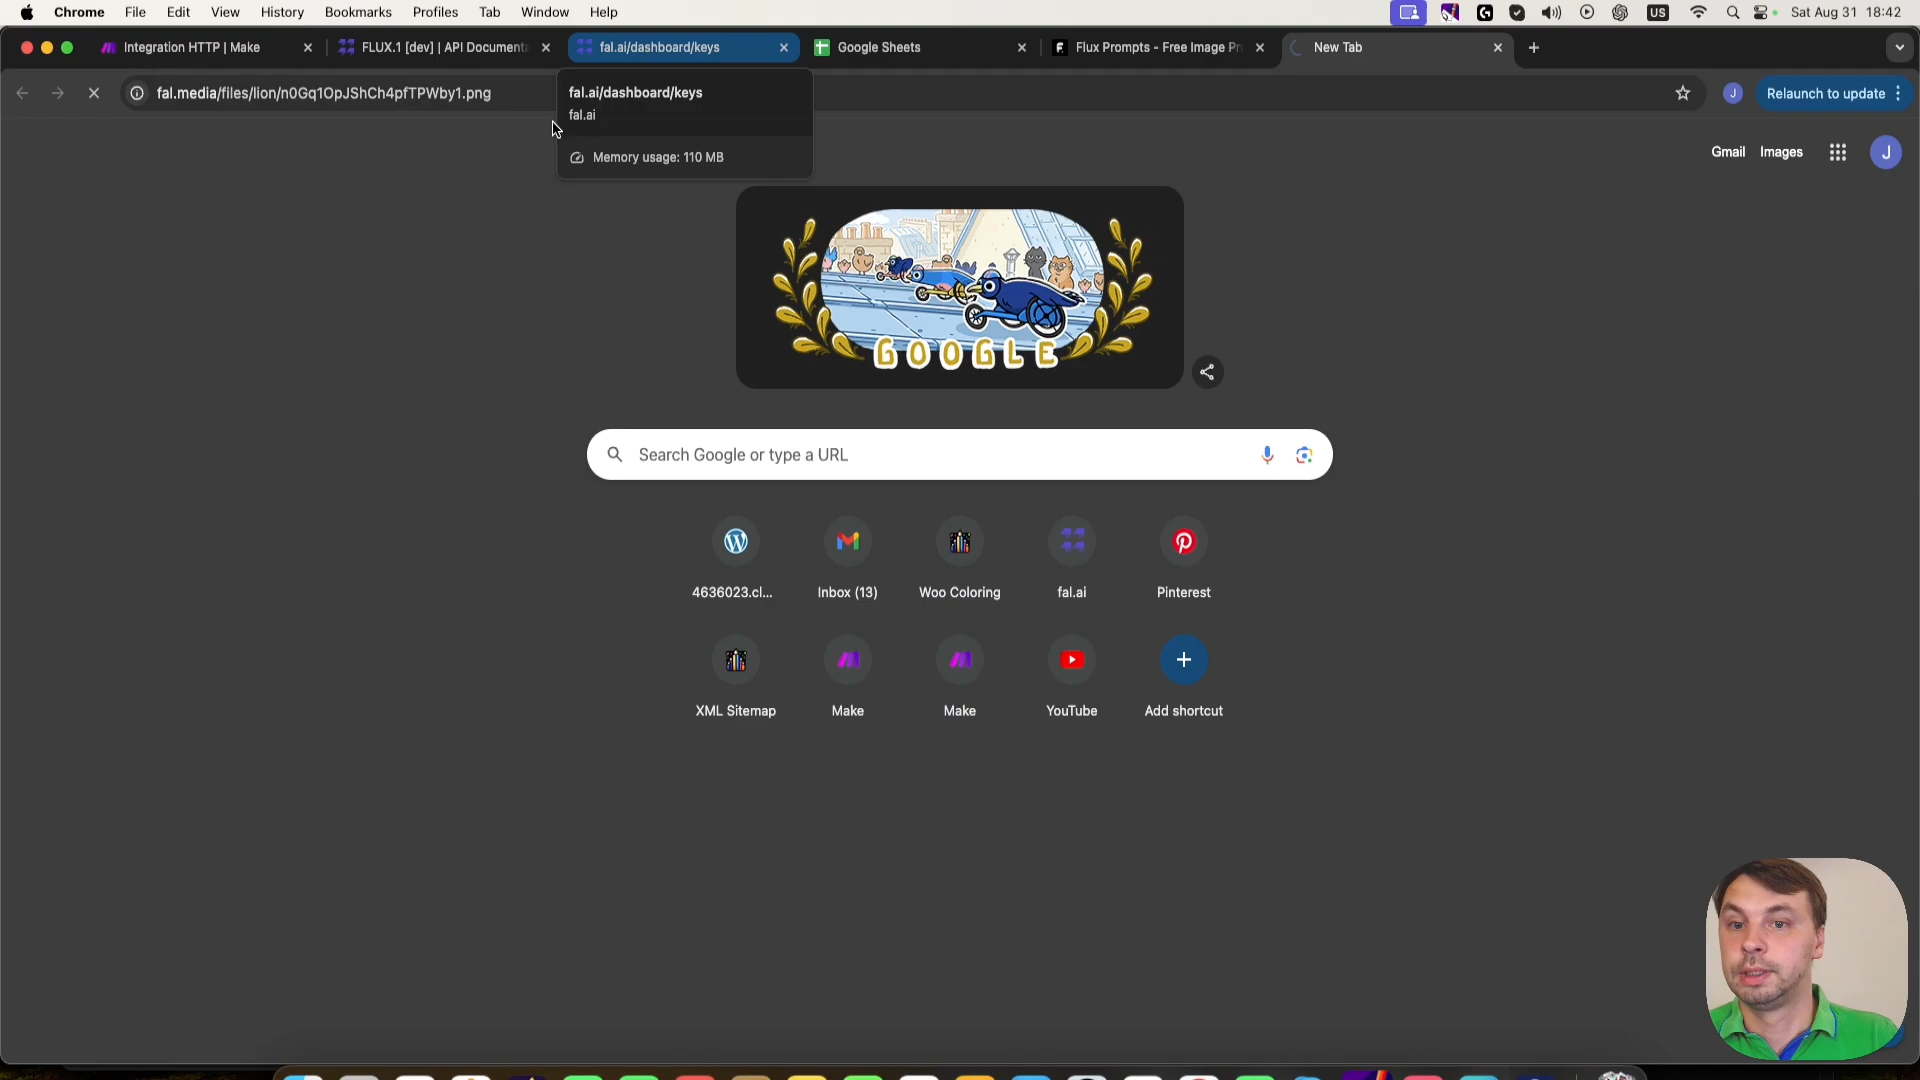 Chrome File Edit View History Bookmarks Profiles Tab Window Help US Sat Aug 31 18:42
Integration HTTP | Make
FLUX.1 [dev] | API Document
fal.ai/dashboard/keys
Google Sheets
Flux Prompts - Free Image Pr
New Tab
fal.media/files/lion/n0Gq1OpJShCh4pfTPWby1.png
J
Relaunch to update
fal.ai/dashboard/keys
fal.ai
Memory usage: 110 MB
Gmail Images J
GOOGLE
Search Google or type a URL
4636023.cl...
Inbox (13)
Woo Coloring
fal.ai
Pinterest
XML Sitemap
Make
Make
YouTube
Add shortcut